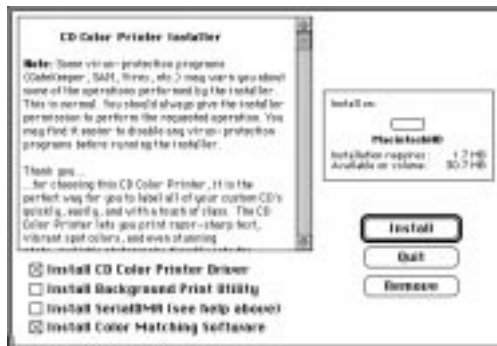 CD Color Printer Installer
Note: Some virus-protection programs
(GateKeeper, SAM, Virex, etc.) may warn you about
some of the operations performed by the installer.
This is normal. You should always give the installer
permission to perform the requested operation. You
may find it easier to disable any virus-protection
programs before running the installer.
Thank you...
...for choosing this CD Color Printer, it is the
perfect way for you to label all of your custom CD's
quickly, easily, and with a touch of class. The CD
Color Printer lets you print razor-sharp text,
vibrant spot colors, and even stunning
Install on:
MacintoshHD
Installation requires: 1.7 MB
Available on volume: 30.7 MB
Install
Quit
Remove
Install CD Color Printer Driver
Install Background Print Utility
Install SerialDMA (see help above)
Install Color Matching Software